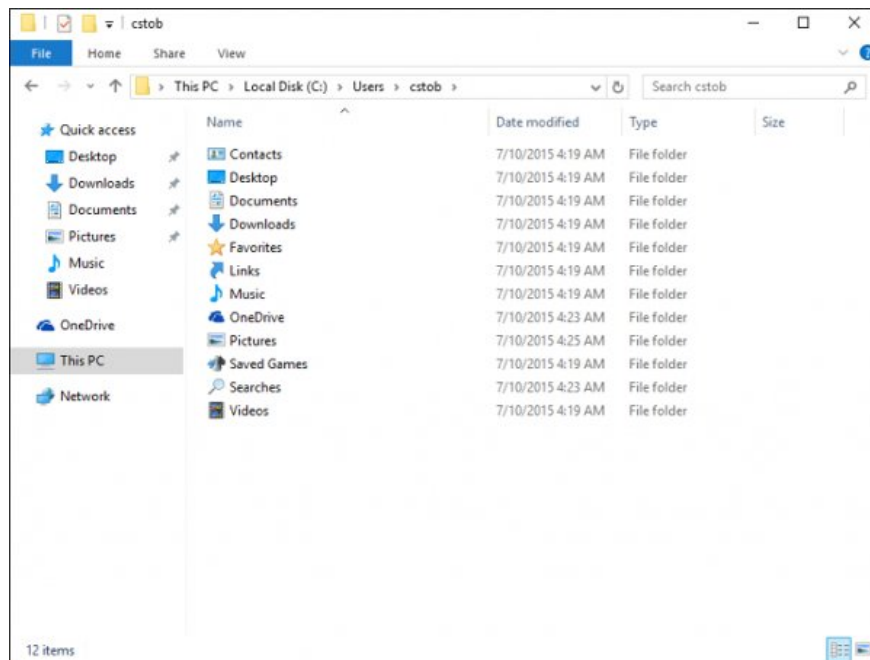 cstob
File Home Share View
This PC > Local Disk (C:) > Users > cstob > Search cstob
Quick access
Desktop
Downloads
Documents
Pictures
Music
Videos
OneDrive
This PC
Network
Name Date modified Type Size
Contacts 7/10/2015 4:19 AM File folder
Desktop 7/10/2015 4:19 AM File folder
Documents 7/10/2015 4:19 AM File folder
Downloads 7/10/2015 4:19 AM File folder
Favorites 7/10/2015 4:19 AM File folder
Links 7/10/2015 4:19 AM File folder
Music 7/10/2015 4:19 AM File folder
OneDrive 7/10/2015 4:23 AM File folder
Pictures 7/10/2015 4:25 AM File folder
Saved Games 7/10/2015 4:19 AM File folder
Searches 7/10/2015 4:23 AM File folder
Videos 7/10/2015 4:19 AM File folder
12 items